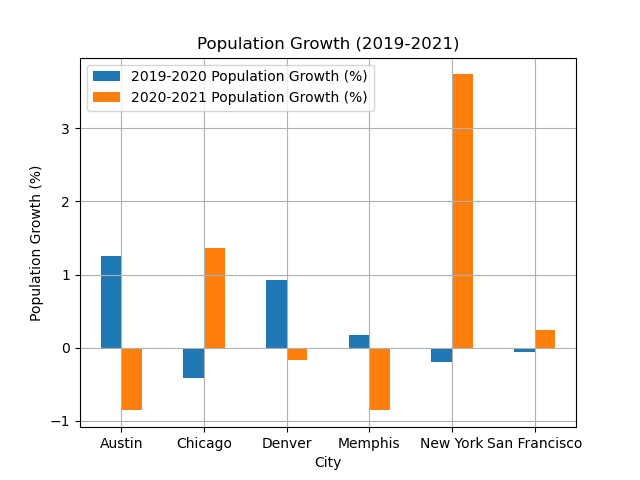 Population Growth (2019-2021)
2019-2020 Population Growth (%)
2020-2021 Population Growth (%)
Population Growth (%)
3
2
1
0
−1
Austin Chicago Denver Memphis New York San Francisco
City